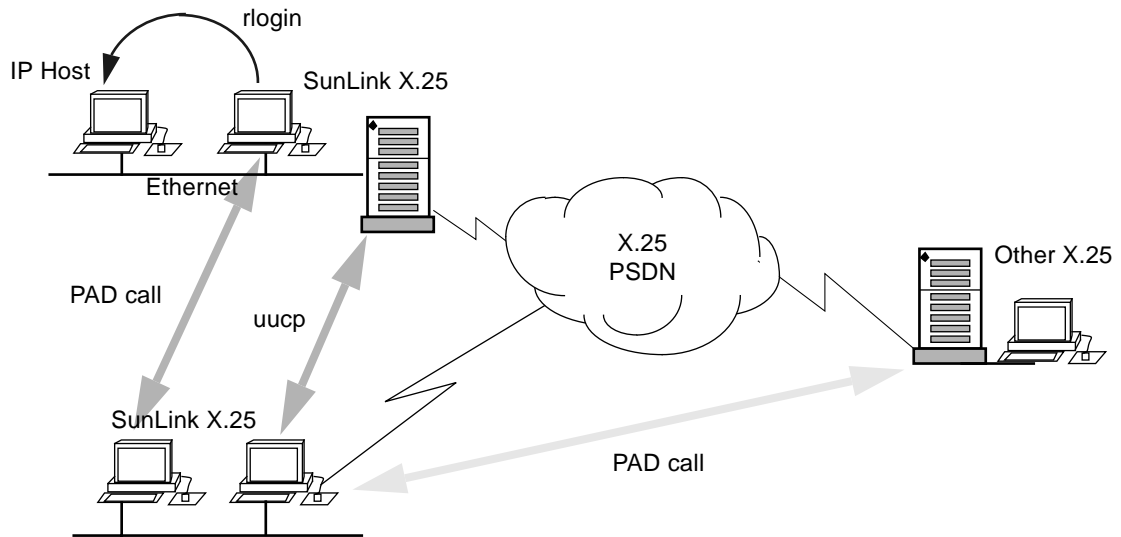 rlogin
IP Host
SunLink X.25
Ethernet
X.25
PSDN
Other X.25
PAD call
uucp
SunLink X.25
PAD call